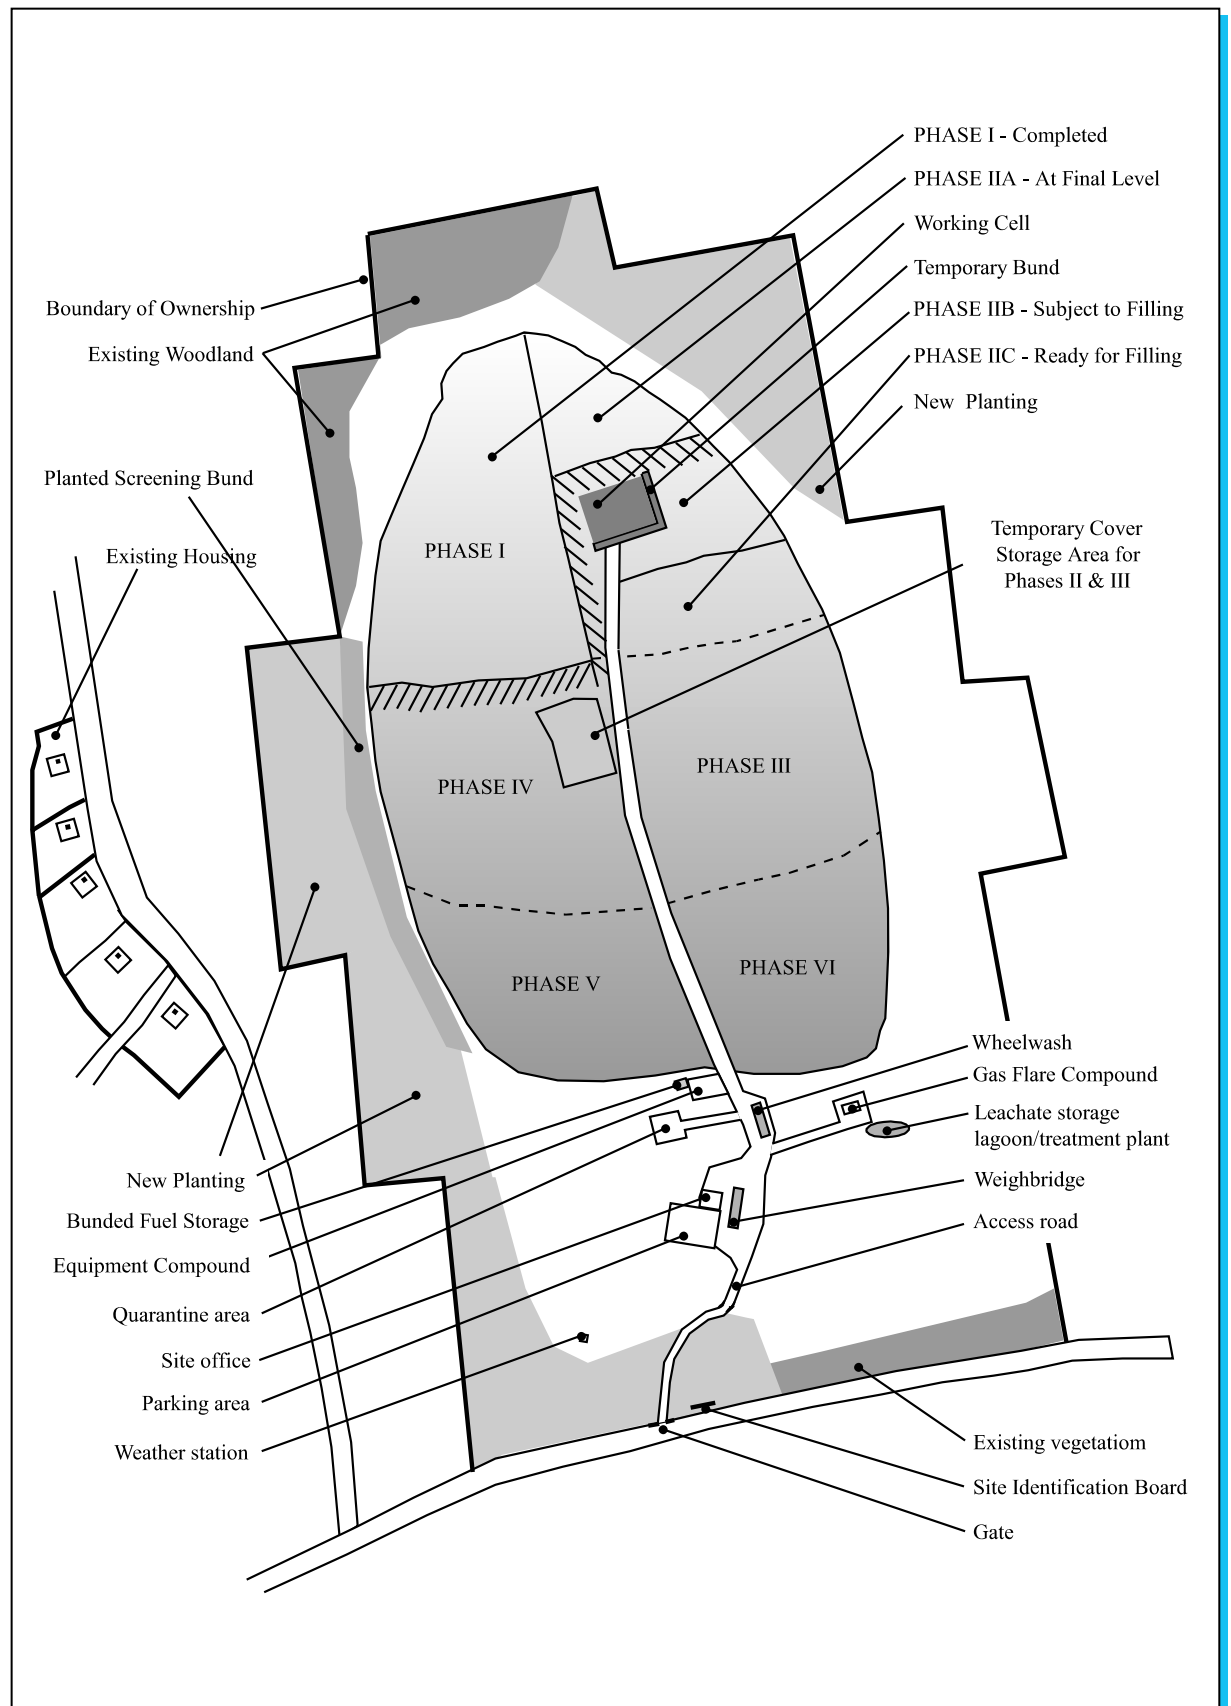 PHASE I - Completed
PHASE IIA - At Final Level
Working Cell
Temporary Bund
PHASE IIB - Subject to Filling
PHASE IIC - Ready for Filling
New Planting
Boundary of Ownership
Existing Woodland
Planted Screening Bund
Existing Housing
Temporary Cover
Storage Area for
Phases II & III
PHASE I
PHASE IV
PHASE III
PHASE V
PHASE VI
Wheelwash
Gas Flare Compound
Leachate storage
lagoon/treatment plant
Weighbridge
Access road
New Planting
Bunded Fuel Storage
Equipment Compound
Quarantine area
Site office
Parking area
Weather station
Existing vegetatiom
Site Identification Board
Gate